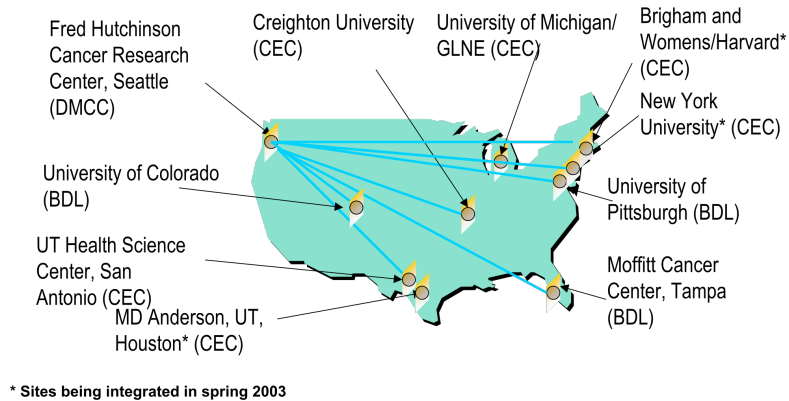 Fred Hutchinson
Cancer Research
Center, Seattle
(DMCC)
Creighton University
(CEC)
University of Michigan/
GLNE (CEC)
Brigham and
Womens/Harvard*
(CEC)
New York
University* (CEC)
University of Colorado
(BDL)
University of
Pittsburgh (BDL)
UT Health Science
Center, San
Antonio (CEC)
Moffitt Cancer
Center, Tampa
(BDL)
MD Anderson, UT,
Houston* (CEC)
* Sites being integrated in spring 2003